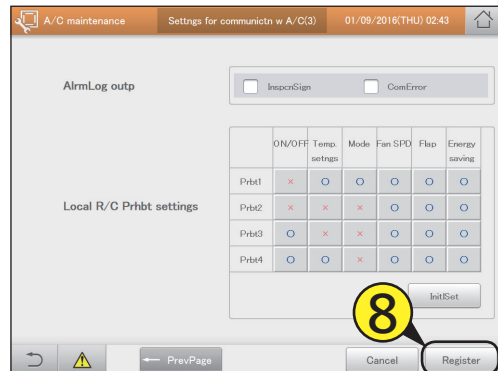 A/C maintenance
Settngs for communictn w A/C(3)
01/09/2016(THU) 02:43
AlrmLog outp
InspcnSign
ComError
ON/OFF Temp. setngs Mode Fan SPD Flap Energy saving
Local R/C Prhbt settings
Prbt1 × O O O O O
Prbt2 × × × O O O
Prbt3 O × × O O O
Prbt4 O O × O O O
InitlSet
8
← PrevPage
Cancel
Register